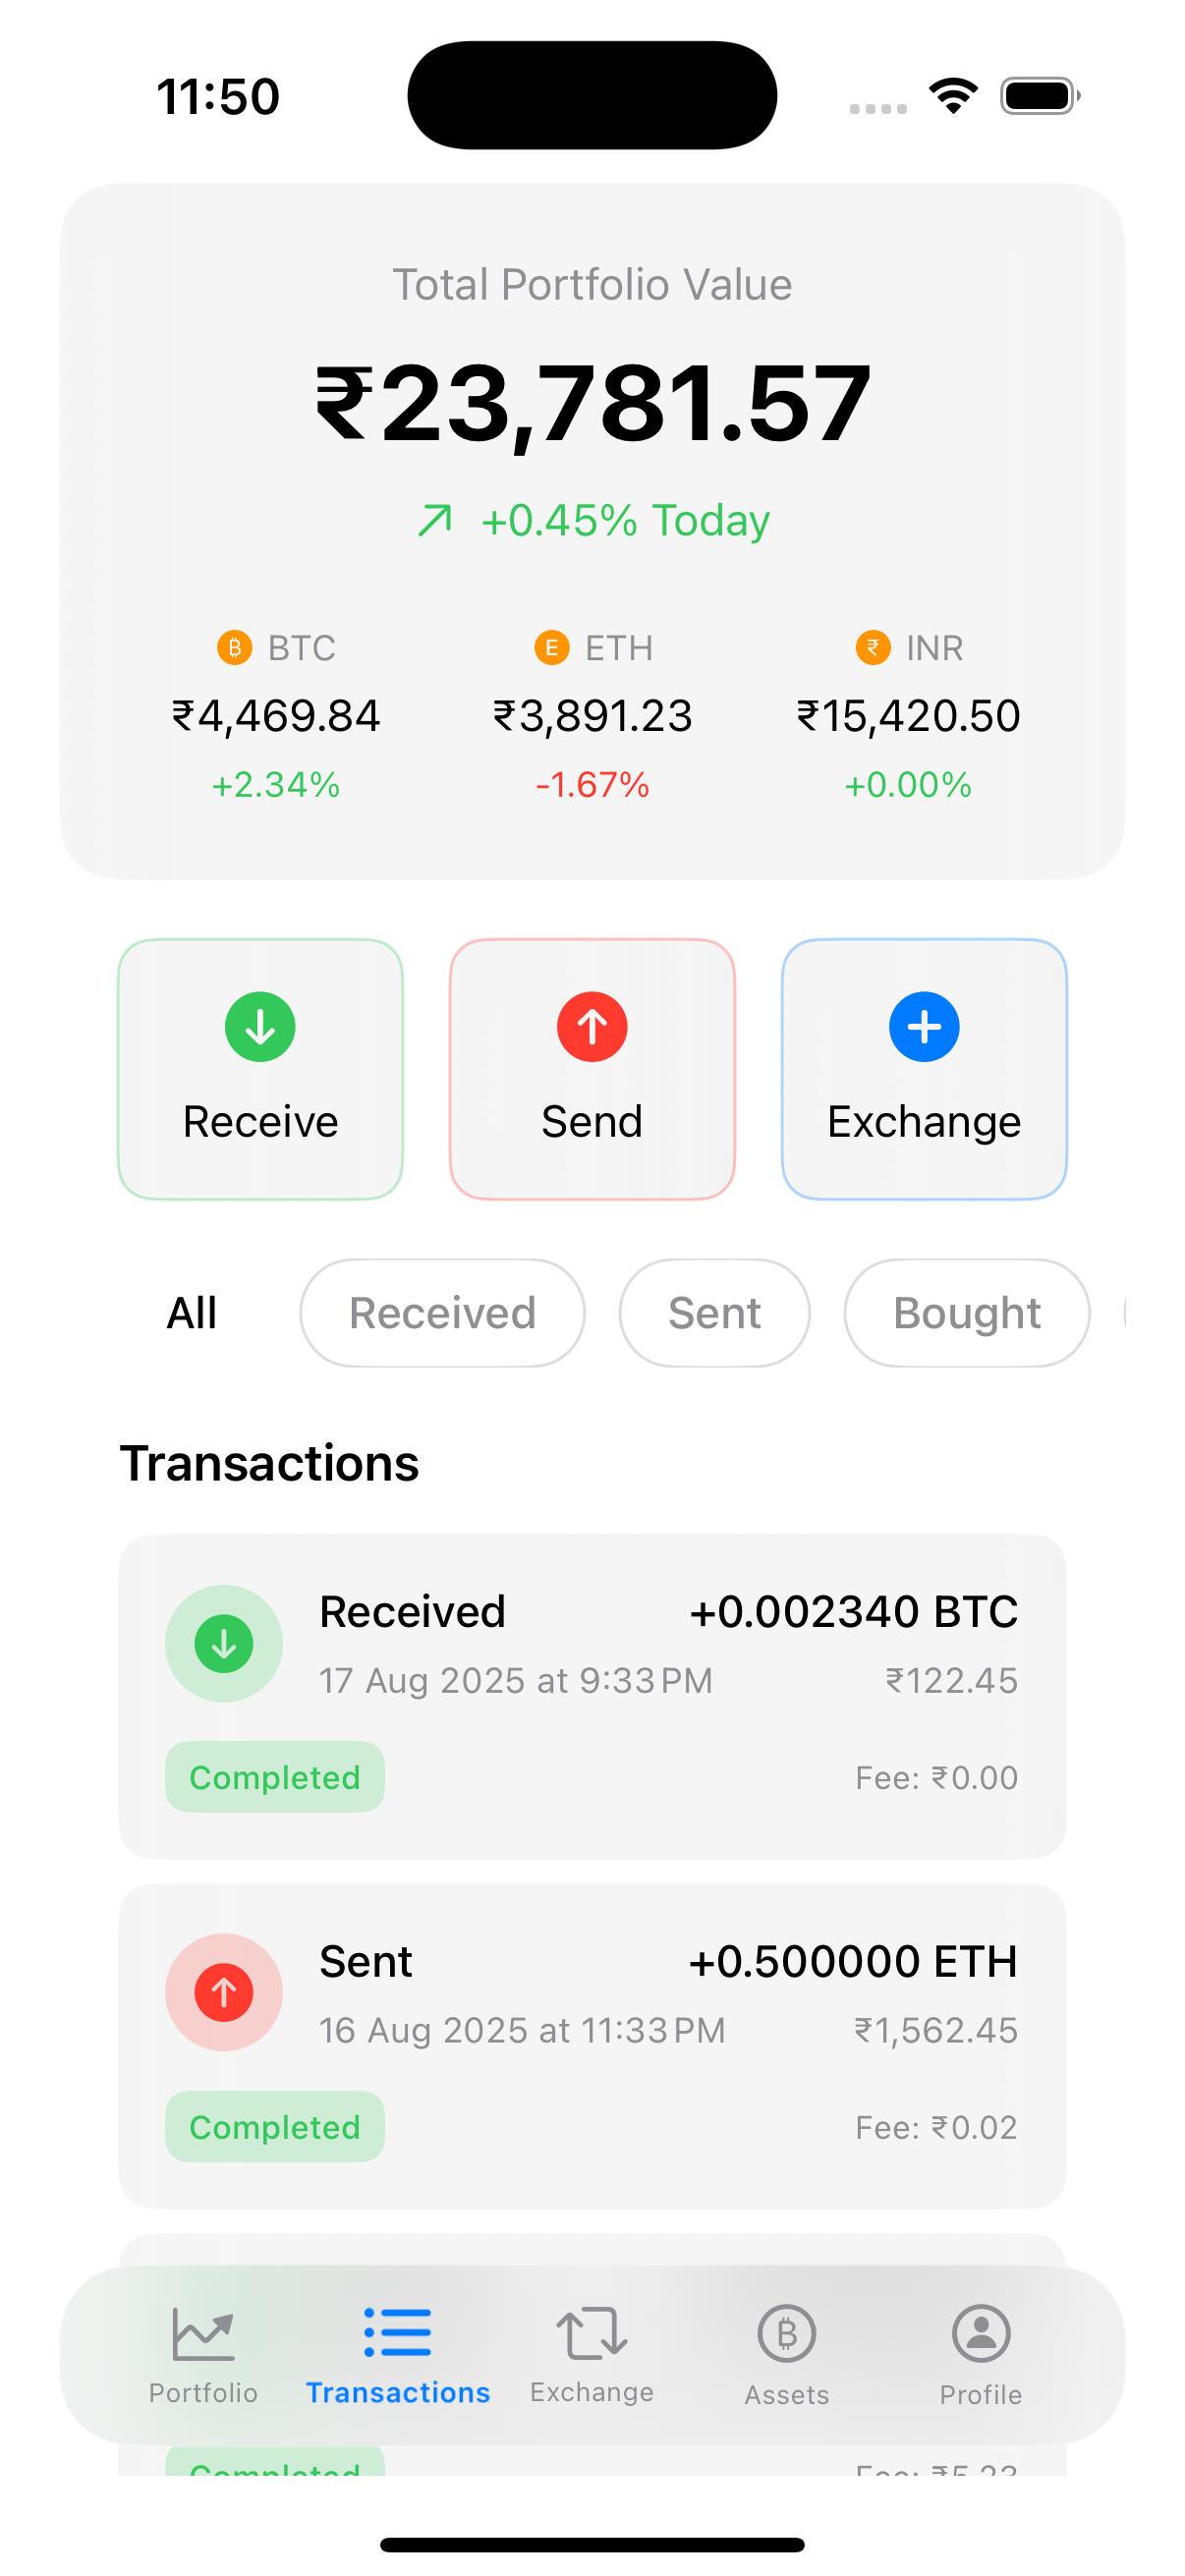 11:50
Total Portfolio Value
₹23,781.57
+0.45% Today
₿ BTC E ETH ₹ INR
₹4,469.84 ₹3,891.23 ₹15,420.50
+2.34% -1.67% +0.00%
Receive Send Exchange
All Received Sent Bought
Transactions
Received +0.002340 BTC
17 Aug 2025 at 9:33 PM ₹122.45
Completed Fee: ₹0.00
Sent +0.500000 ETH
16 Aug 2025 at 11:33 PM ₹1,562.45
Completed Fee: ₹0.02
Portfolio Transactions Exchange Assets Profile
Completed Fee: ₹5.23